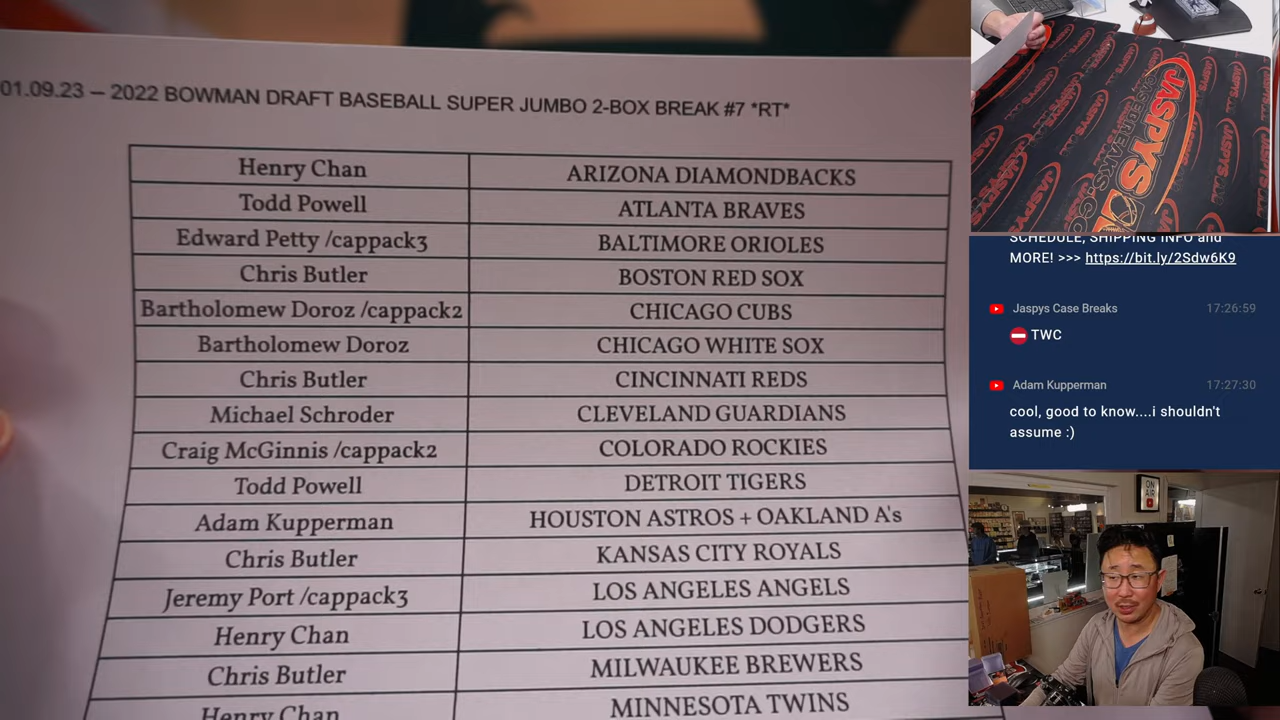 01.09.23 – 2022 BOWMAN DRAFT BASEBALL SUPER JUMBO 2-BOX BREAK #7 *RT*
Henry Chan ARIZONA DIAMONDBACKS
Todd Powell ATLANTA BRAVES
Edward Petty /cappack3 BALTIMORE ORIOLES
Chris Butler BOSTON RED SOX
Bartholomew Doroz /cappack2 CHICAGO CUBS
Bartholomew Doroz CHICAGO WHITE SOX
Chris Butler CINCINNATI REDS
Michael Schroder CLEVELAND GUARDIANS
Craig McGinnis /cappack2 COLORADO ROCKIES
Todd Powell DETROIT TIGERS
Adam Kupperman HOUSTON ASTROS + OAKLAND A's
Chris Butler KANSAS CITY ROYALS
Jeremy Port /cappack3 LOS ANGELES ANGELS
Henry Chan LOS ANGELES DODGERS
Chris Butler MILWAUKEE BREWERS
Henry Chan MINNESOTA TWINS
JASPYS
CASEBREAKS.COM
SCHEDULE, SHIPPING INFO and
MORE! >>> https://bit.ly/2Sdw6K9
Jaspys Case Breaks 17:26:59
TWC
Adam Kupperman 17:27:30
cool, good to know....i shouldn't
assume :)
ON
AIR